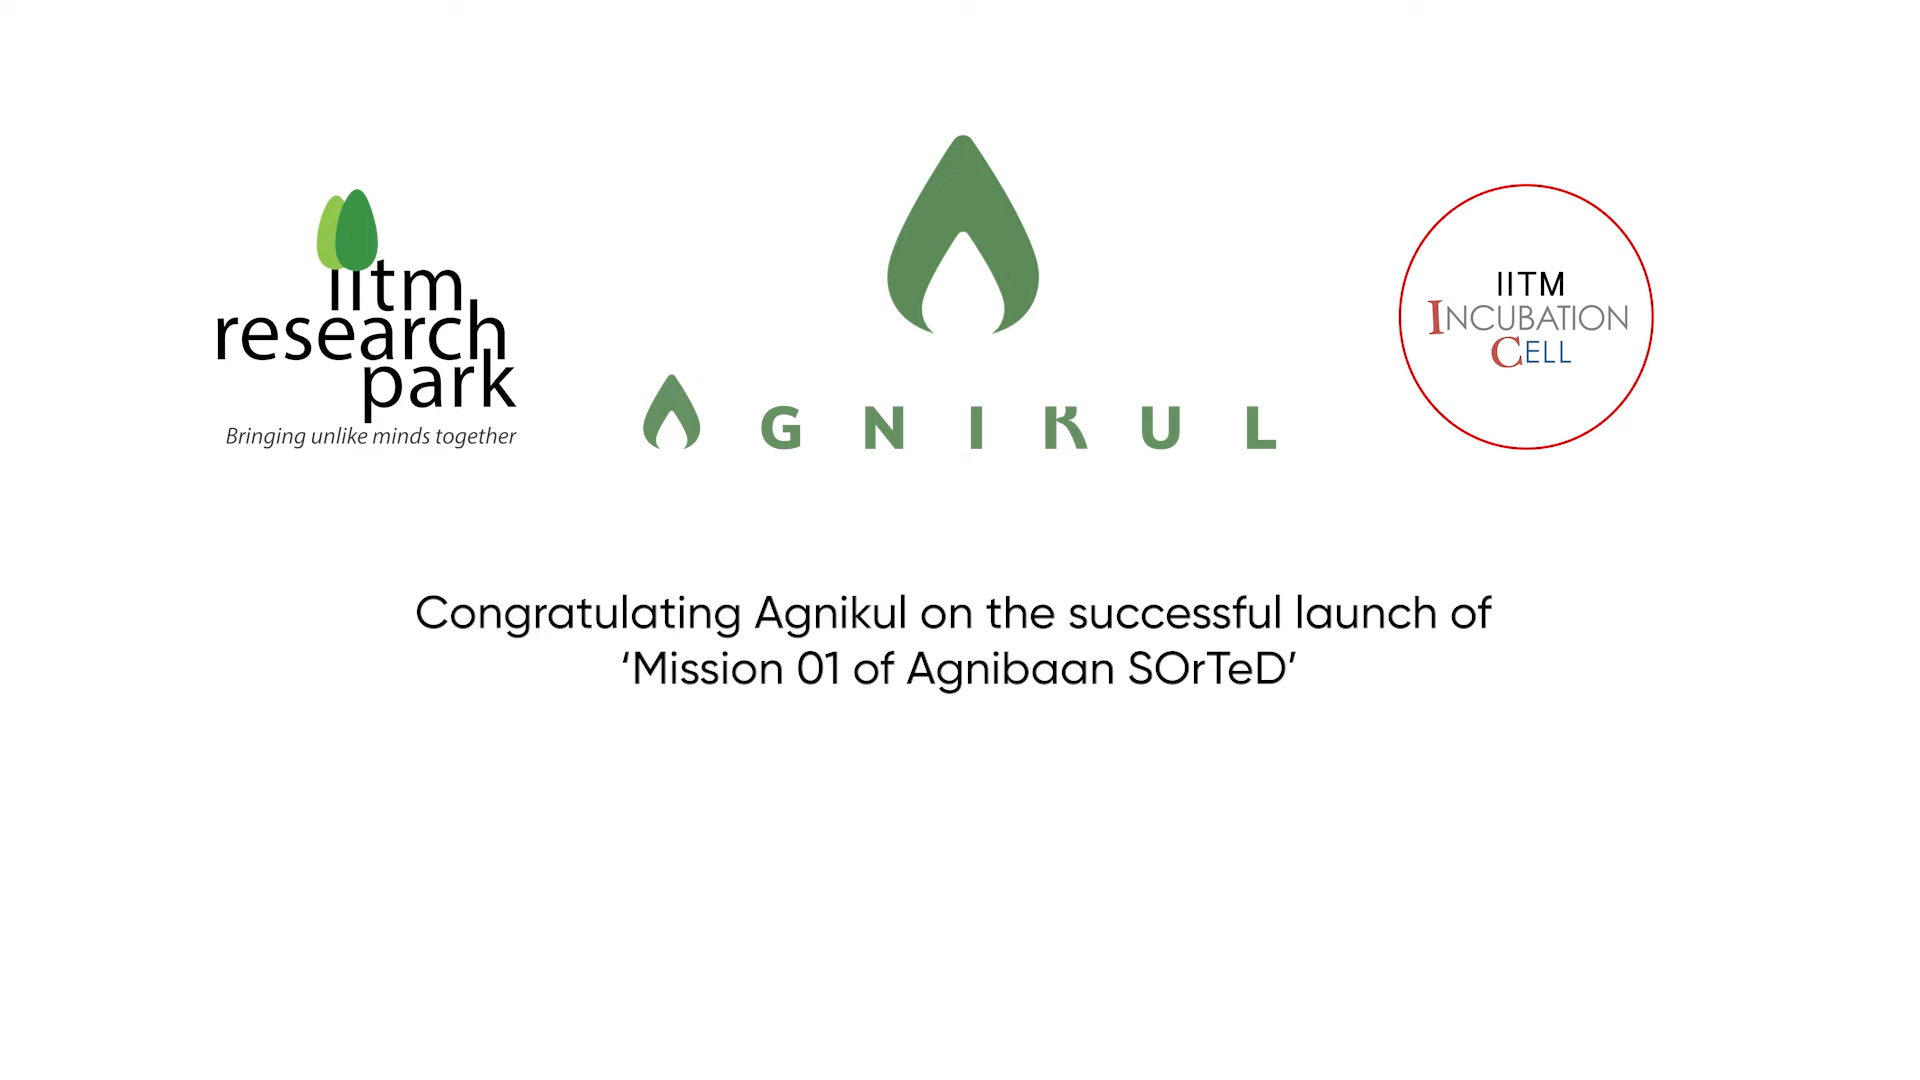 iitm
research
park
Bringing unlike minds together
AGNIKUL
IITM
INCUBATION
CELL
Congratulating Agnikul on the successful launch of
‘Mission 01 of Agnibaan SOrTeD’